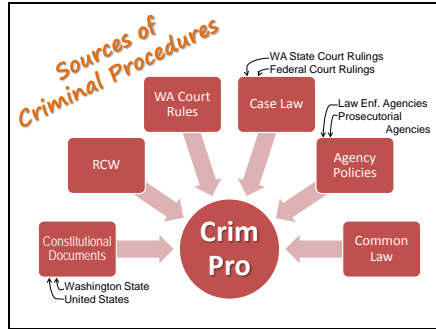 Sources of
Criminal Procedures
WA State Court Rulings
Federal Court Rulings
WA Court
Rules
Case Law
Law Enf. Agencies
Prosecutorial
Agencies
RCW
Agency
Policies
Constitutional
Documents
Crim
Pro
Common
Law
Washington State
United States